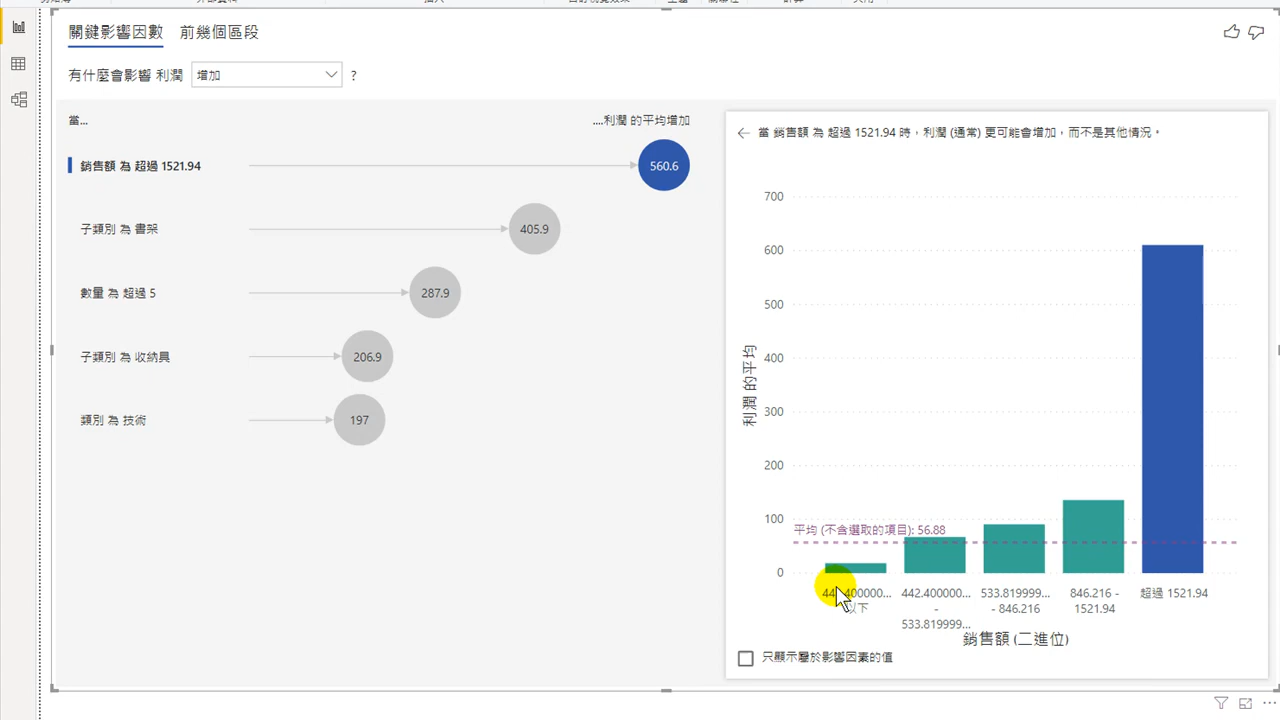 關鍵影響因數 前幾個區段
有什麼會影響 利潤 增加 ?
當... ....利潤 的平均增加
銷售額 為 超過 1521.94 560.6
子類別 為 書架 405.9
數量 為 超過 5 287.9
子類別 為 收納具 206.9
類別 為 技術 197
當 銷售額 為 超過 1521.94 時，利潤 (通常) 更可能會增加，而不是其他情況。
700
600
500
400
300
200
100
0
利潤 的平均
平均 (不含選取的項目): 56.88
以下
442.400000...
-
533.819999...
533.819999...
- 846.216
846.216 -
1521.94
超過 1521.94
銷售額 (二進位)
只顯示屬於影響因素的值